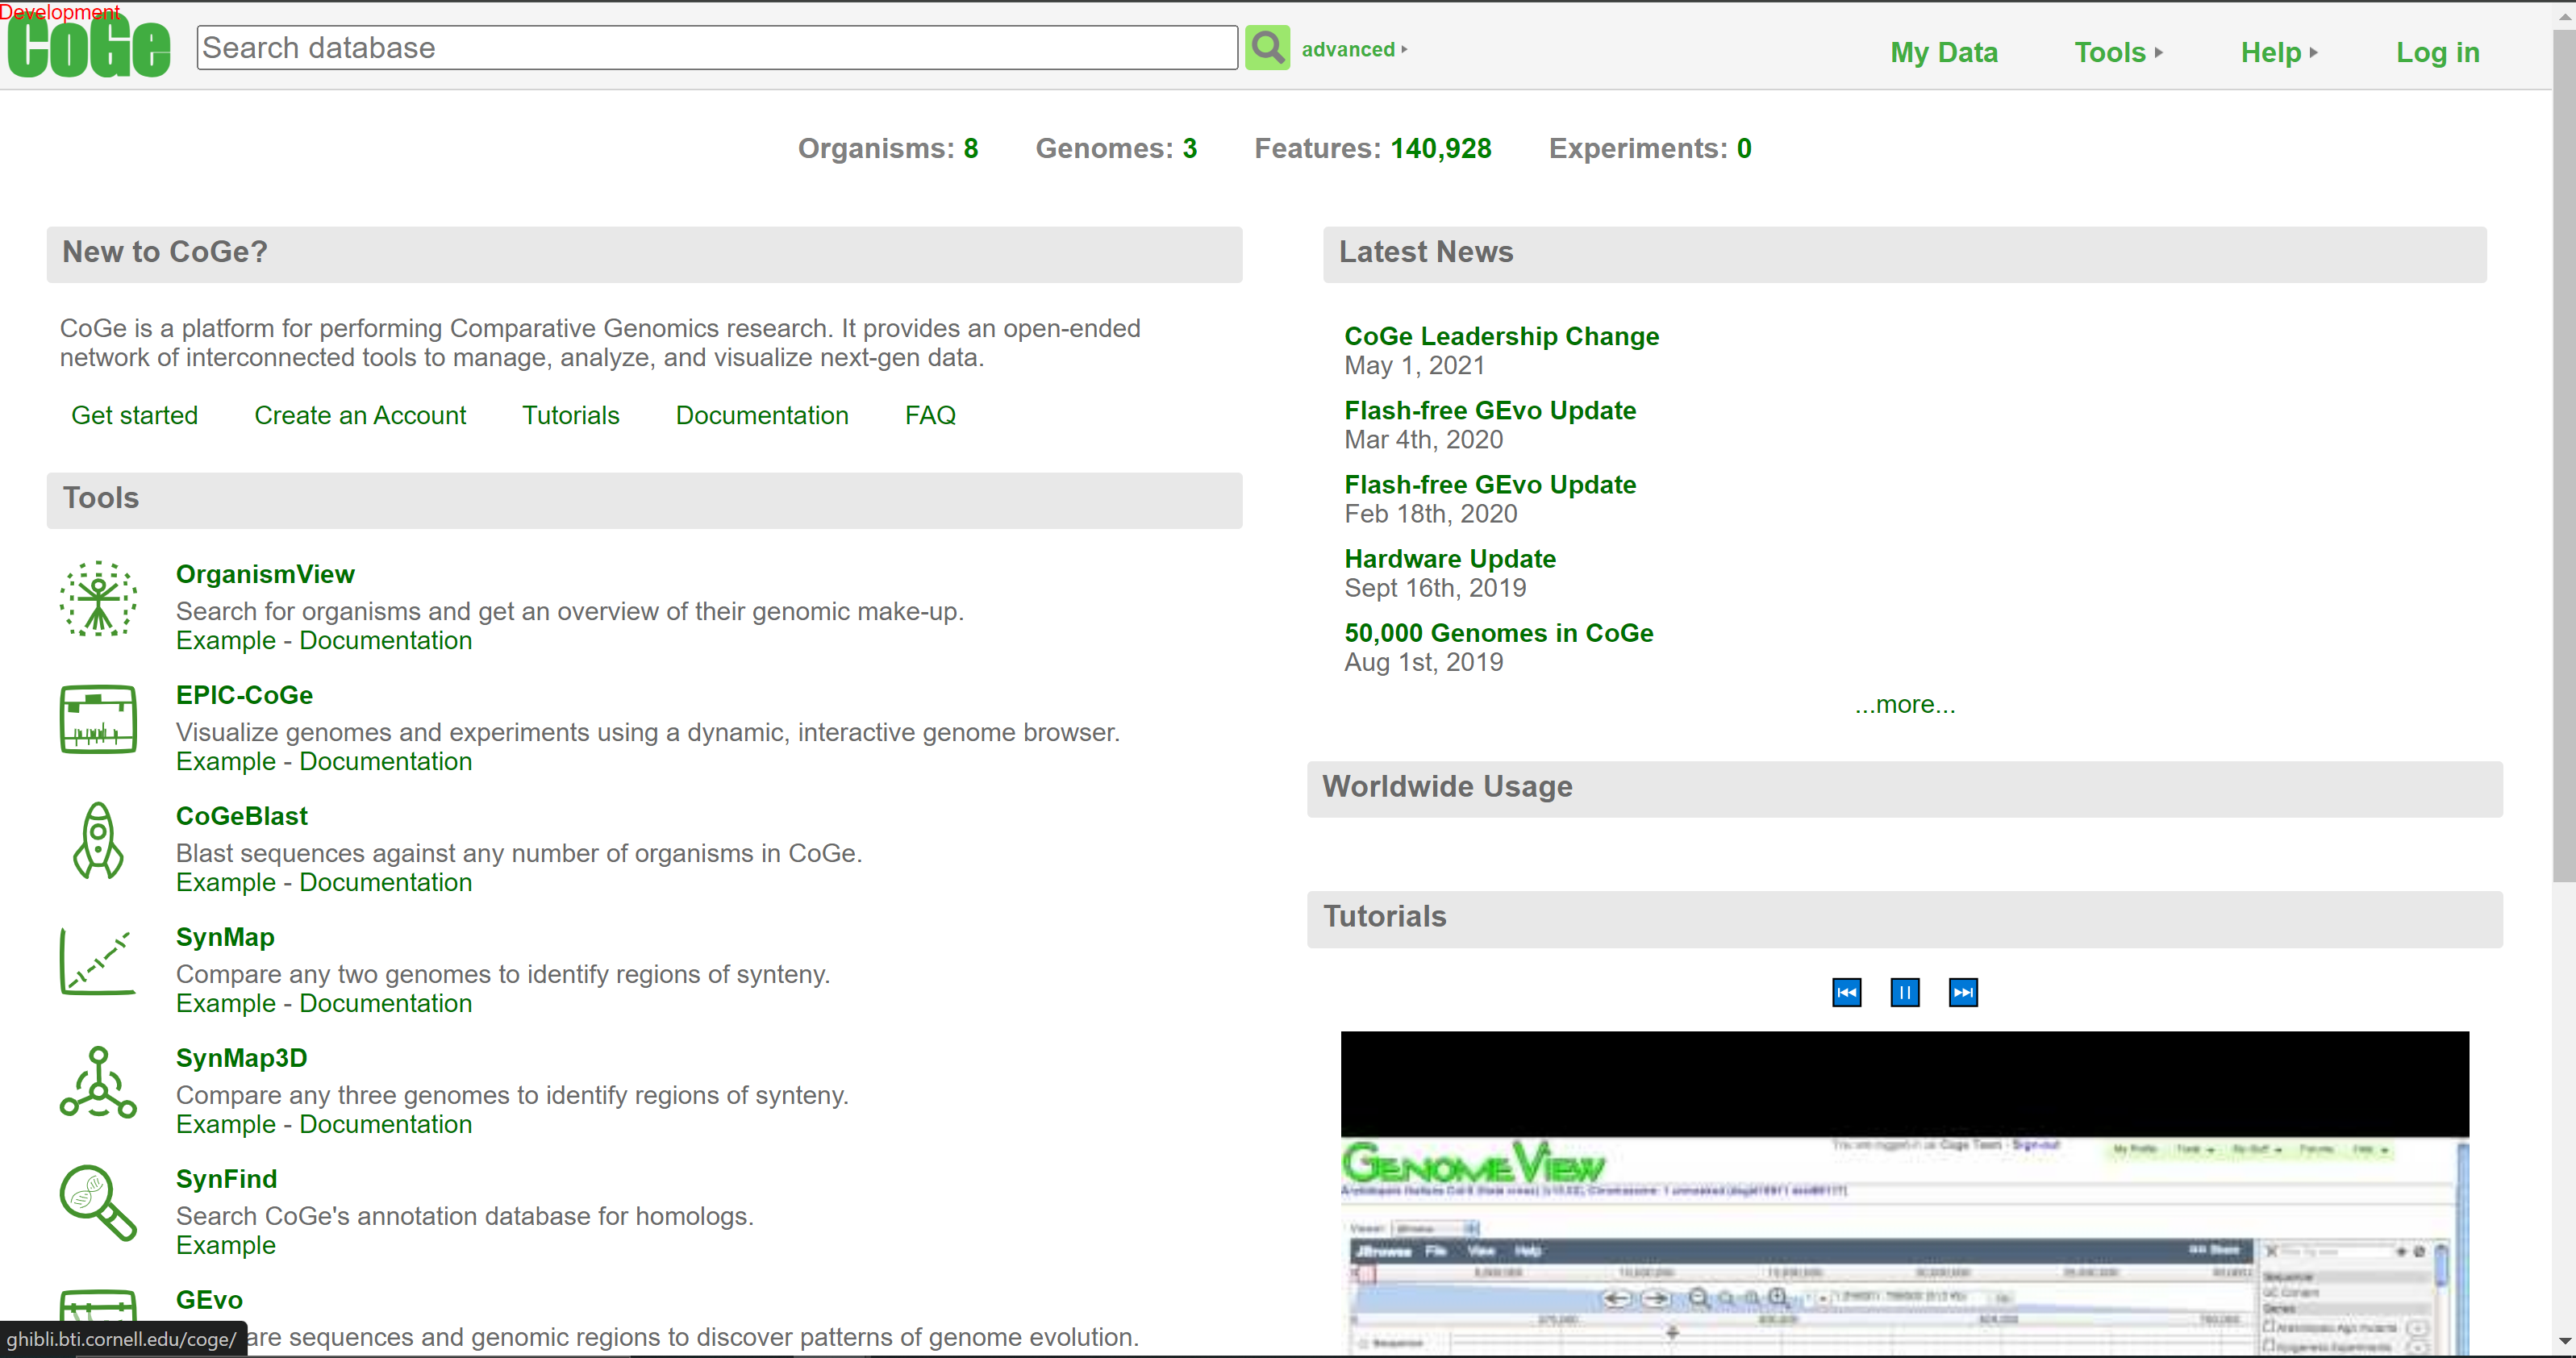 Development
CoGe
Search database
advanced
My Data
Tools
Help
Log in
Organisms: 8
Genomes: 3
Features: 140,928
Experiments: 0
New to CoGe?
CoGe is a platform for performing Comparative Genomics research. It provides an open-ended
network of interconnected tools to manage, analyze, and visualize next-gen data.
Get started
Create an Account
Tutorials
Documentation
FAQ
Tools
OrganismView
Search for organisms and get an overview of their genomic make-up.
Example - Documentation
EPIC-CoGe
Visualize genomes and experiments using a dynamic, interactive genome browser.
Example - Documentation
CoGeBlast
Blast sequences against any number of organisms in CoGe.
Example - Documentation
SynMap
Compare any two genomes to identify regions of synteny.
Example - Documentation
SynMap3D
Compare any three genomes to identify regions of synteny.
Example - Documentation
SynFind
Search CoGe's annotation database for homologs.
Example
GEvo
are sequences and genomic regions to discover patterns of genome evolution.
ghibli.bti.cornell.edu/coge/
Latest News
CoGe Leadership Change
May 1, 2021
Flash-free GEvo Update
Mar 4th, 2020
Flash-free GEvo Update
Feb 18th, 2020
Hardware Update
Sept 16th, 2019
50,000 Genomes in CoGe
Aug 1st, 2019
...more...
Worldwide Usage
Tutorials
GenomeView
JBrowse File View Help